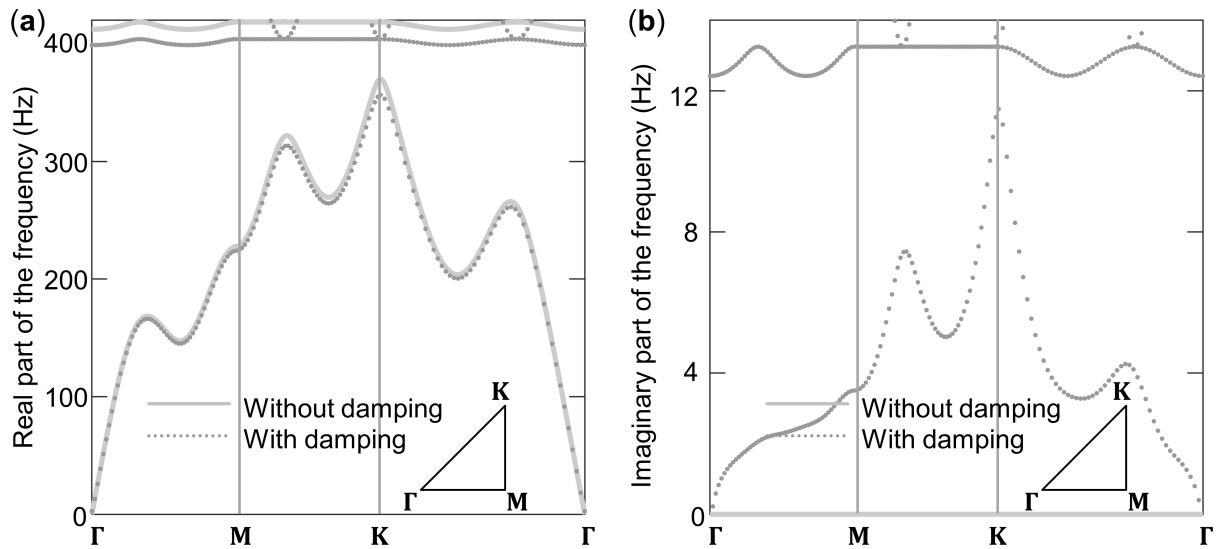 (a)
Real part of the frequency (Hz)
400
300
200
100
0
Without damping
With damping
K
Γ M
Γ M K Γ
(b)
Imaginary part of the frequency (Hz)
12
8
4
0
Without damping
With damping
K
Γ M
Γ M K Γ